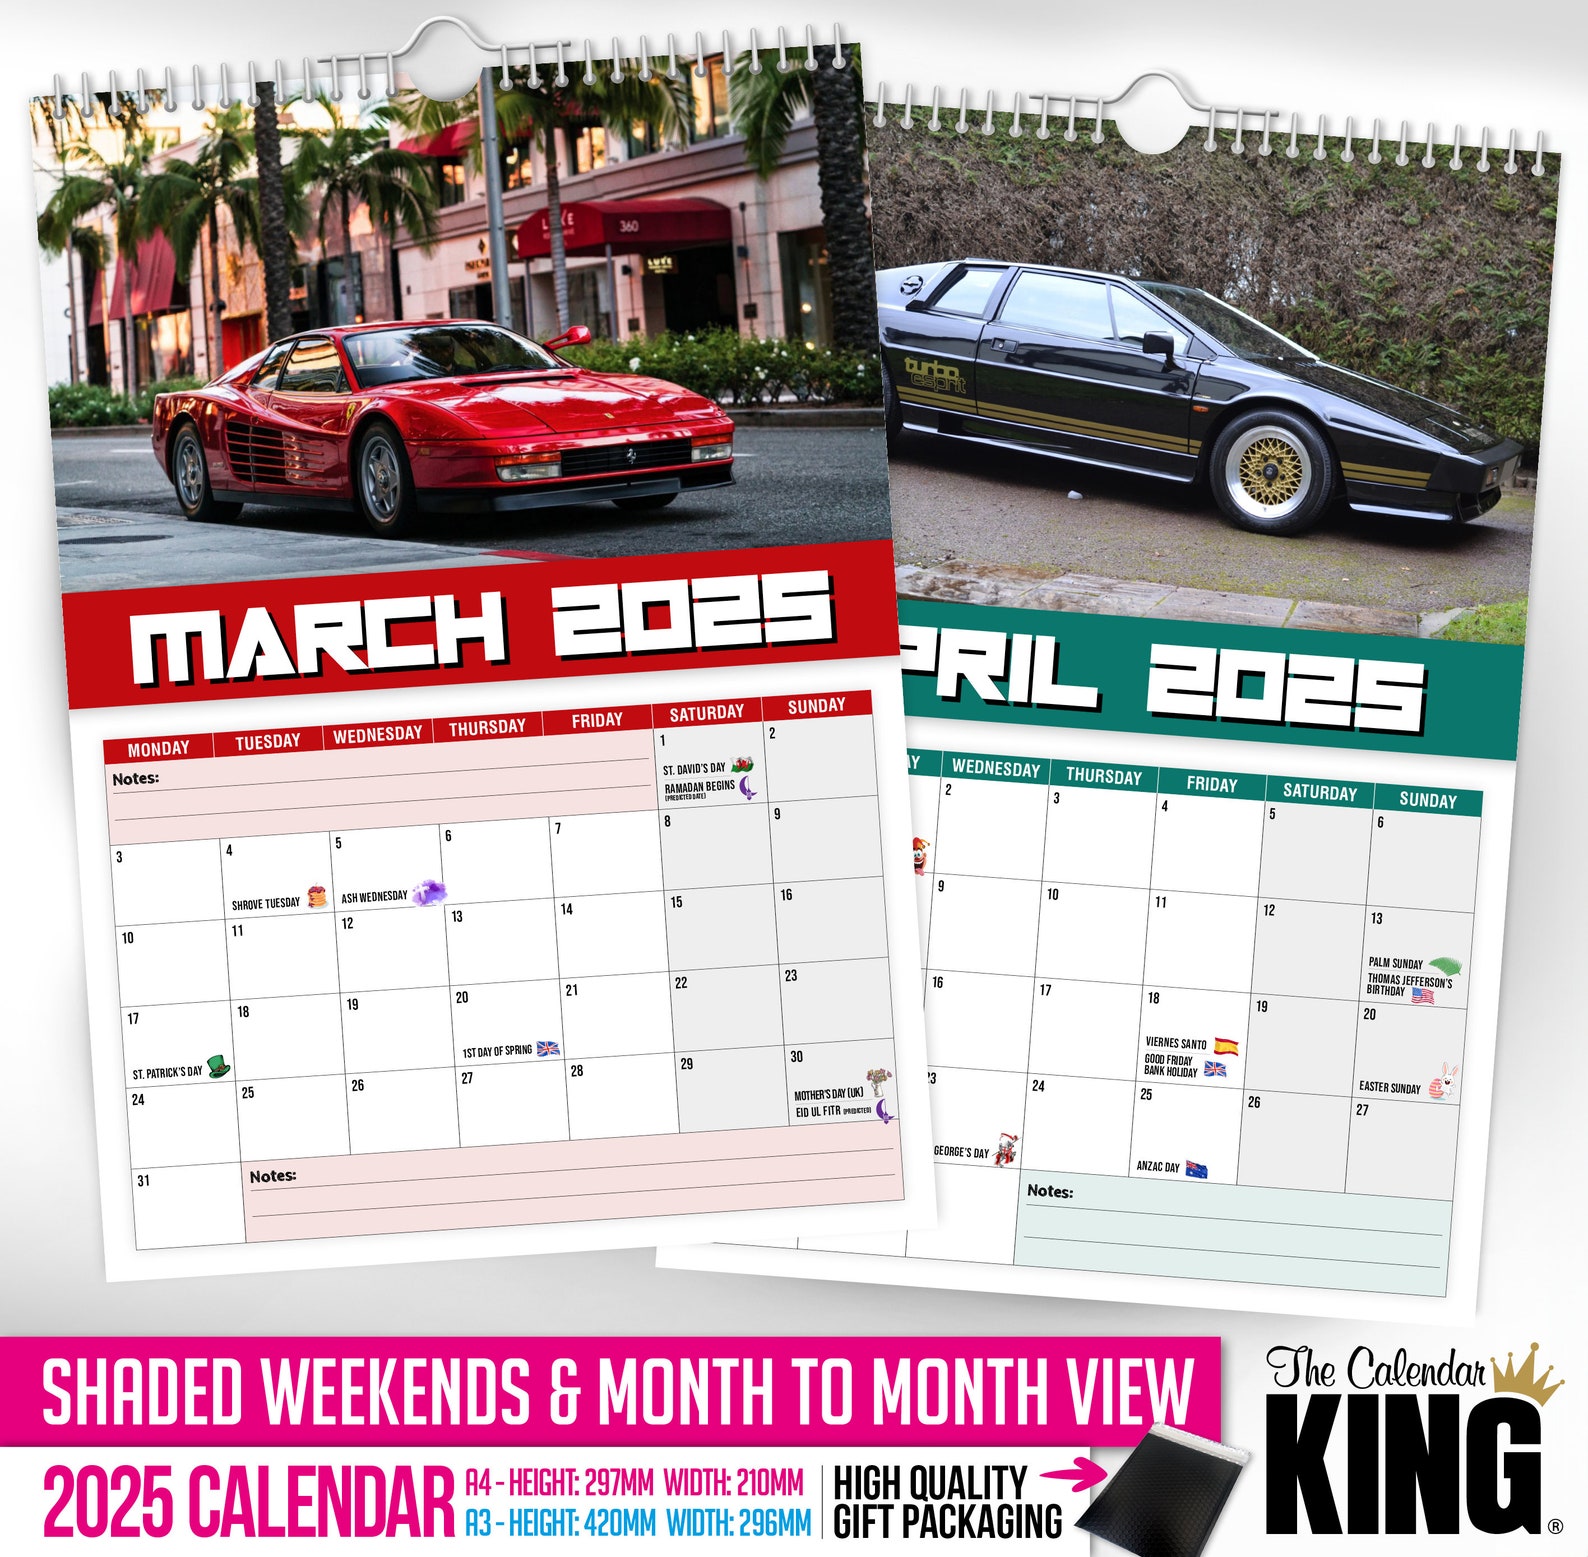 LUXE
360
LUXE
turbo
esprit
MARCH 2025
MONDAY TUESDAY WEDNESDAY THURSDAY FRIDAY SATURDAY SUNDAY
Notes:
1
ST. DAVID'S DAY
RAMADAN BEGINS
(PREDICTED DATE)
2
3
4
SHROVE TUESDAY
5
ASH WEDNESDAY
6
7
8
9
10
11
12
13
14
15
16
17
ST. PATRICK'S DAY
18
19
20
1ST DAY OF SPRING
21
22
23
24
25
26
27
28
29
30
MOTHER'S DAY (UK)
EID UL FITR (PREDICTED)
31
Notes:
PRIL 2025
AY WEDNESDAY THURSDAY FRIDAY SATURDAY SUNDAY
2
3
4
5
6
9
10
11
12
13
PALM SUNDAY
THOMAS JEFFERSON'S
BIRTHDAY
16
17
18
VIERNES SANTO
GOOD FRIDAY
BANK HOLIDAY
19
20
EASTER SUNDAY
23
GEORGE'S DAY
24
25
ANZAC DAY
26
27
Notes:
SHADED WEEKENDS & MONTH TO MONTH VIEW
2025 CALENDAR
A4 - HEIGHT: 297MM WIDTH: 210MM
A3 - HEIGHT: 420MM WIDTH: 296MM
HIGH QUALITY
GIFT PACKAGING
The Calendar
KING®